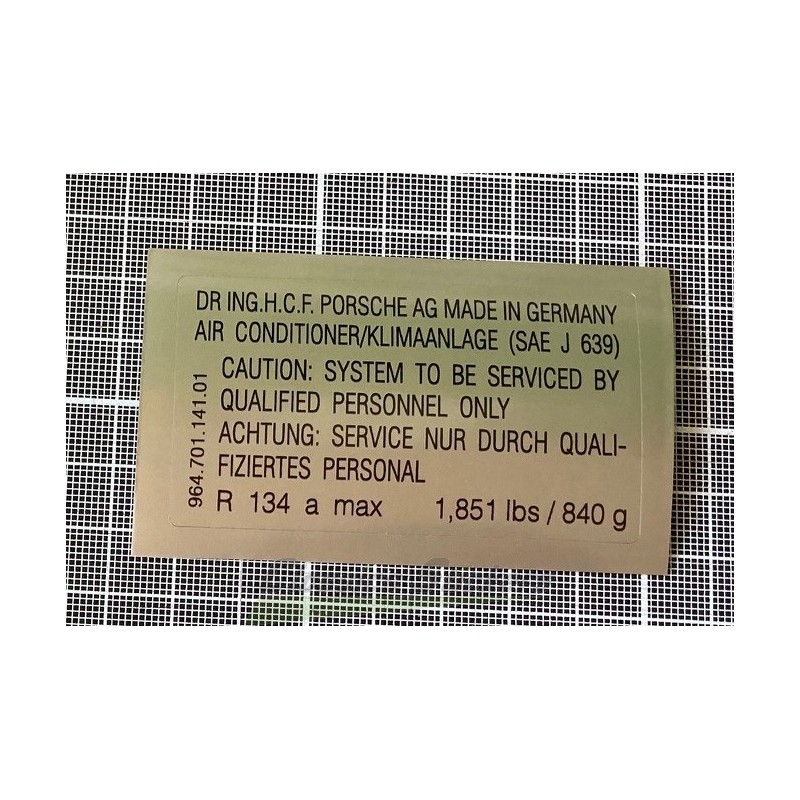 DR ING.H.C.F. PORSCHE AG MADE IN GERMANY
AIR CONDITIONER/KLIMAANLAGE (SAE J 639)
CAUTION: SYSTEM TO BE SERVICED BY
QUALIFIED PERSONNEL ONLY
ACHTUNG: SERVICE NUR DURCH QUALI-
FIZIERTES PERSONAL
R 134 a max 1,851 lbs / 840 g
964.701.141.01